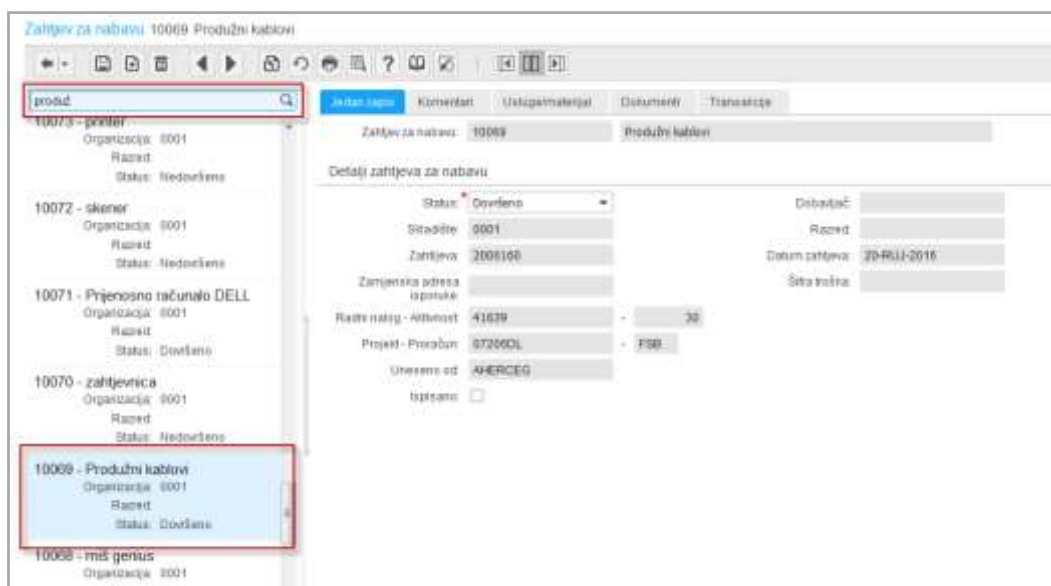 Zahtjev za nabavu 10069 Produžni kablovi
produž
Jedan zapis Komentari Usluge/materijal Dokumenti Transakcije
10073 - printer
Organizacija: 0001
Razred:
Status: Nedovršeno
10072 - skener
Organizacija: 0001
Razred:
Status: Nedovršeno
10071 - Prijenosno računalo DELL
Organizacija: 0001
Razred:
Status: Dovršeno
10070 - zahtjevnica
Organizacija: 0001
Razred:
Status: Nedovršeno
10069 - Produžni kablovi
Organizacija: 0001
Razred:
Status: Dovršeno
10068 - miš genius
Organizacija: 0001
Zahtjev za nabavu: 10069 Produžni kablovi
Detalji zahtjeva za nabavu
Status: * Dovršeno
Skladište: 0001
Zahtjeva: 2000160
Zamjenska adresa isporuke:
Radni nalog - Aktivnost: 41639 - 30
Projekt - Proračun: 07206DL - FSB
Uneseno od: AHERCEG
Ispisano:
Dobavljač:
Razred:
Datum zahtjeva: 20-RUJ-2016
Šifra troška: